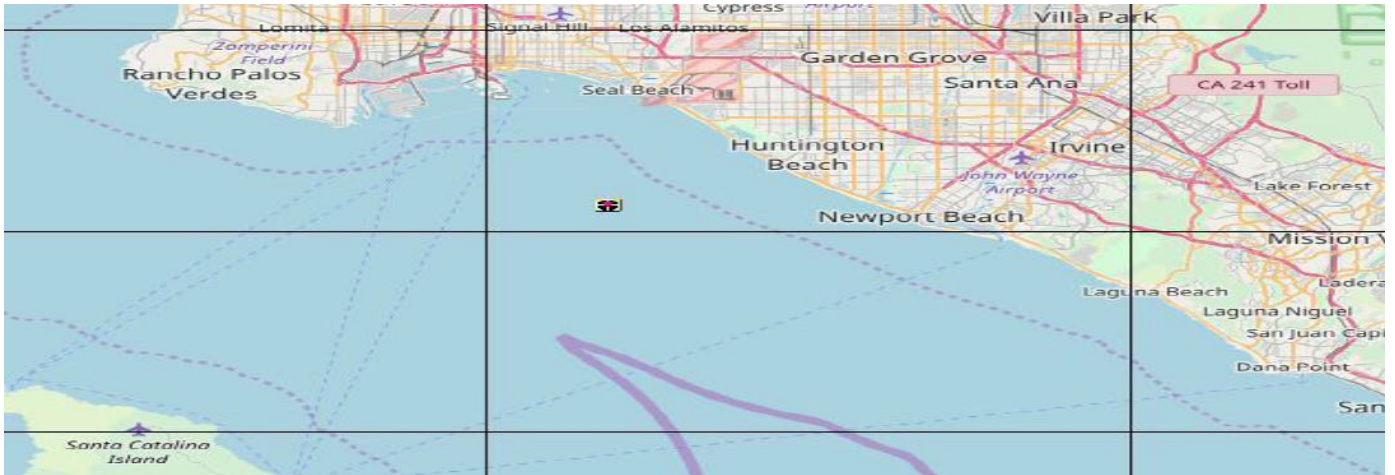 Cypress
Airport
Villa Park
Lomita
Signal Hill
Los Alamitos
Zamperini
Field
Garden Grove
Rancho Palos
Verdes
Seal Beach
Santa Ana
CA 241 Toll
Huntington
Beach
Irvine
John Wayne
Airport
Lake Forest
Newport Beach
Mission V
Ladera
Laguna Beach
Laguna Niguel
San Juan Capi
Dana Point
San
Santa Catalina
Island